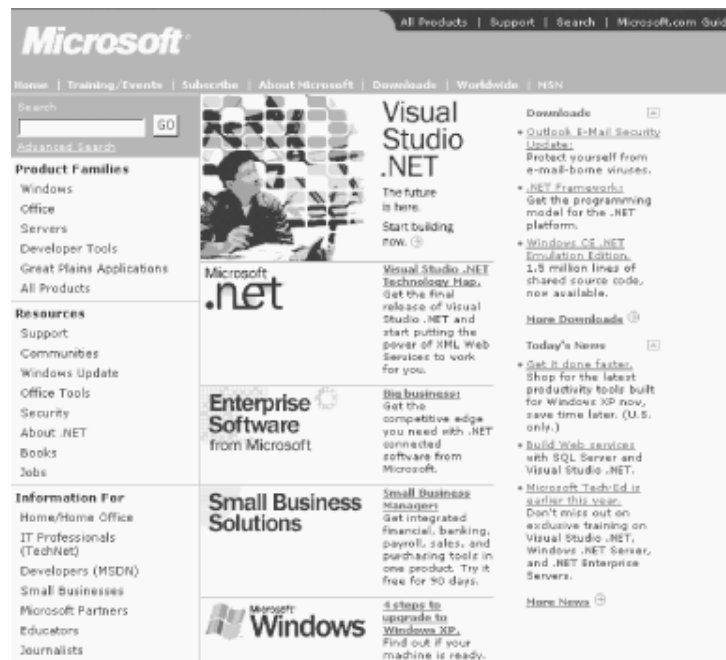 All Products | Support | Search | Microsoft.com Guid
Microsoft
Home | Training/Events | Subscribe | About Microsoft | Downloads | Worldwide | MSN
Search
GO
Advanced Search
Product Families
Windows
Office
Servers
Developer Tools
Great Plains Applications
All Products
Resources
Support
Communities
Windows Update
Office Tools
Security
About .NET
Books
Jobs
Information For
Home/Home Office
IT Professionals
(TechNet)
Developers (MSDN)
Small Businesses
Microsoft Partners
Educators
Journalists
Visual
Studio
.NET
The future
is here.
Start building
now.
Microsoft
.net
Visual Studio .NET
Technology Map.
Get the final
release of Visual
Studio .NET and
start putting the
power of XML Web
Services to work
for you.
Enterprise
Software
from Microsoft
Big business:
Get the
competitive edge
you need with .NET
connected
software from
Microsoft.
Small Business
Solutions
Small Business
Manager:
Get integrated
financial, banking,
payroll, sales, and
purchasing tools in
one product. Try it
free for 90 days.
Microsoft
Windows
4 steps to
upgrade to
Windows XP.
Find out if your
machine is ready.
Downloads
Outlook E-Mail Security
Update:
Protect yourself from
e-mail-borne viruses.
.NET Framework:
Get the programming
model for the .NET
platform.
Windows CE .NET
Emulation Edition.
1.5 million lines of
shared source code,
now available.
More Downloads
Today's News
Get it done faster.
Shop for the latest
productivity tools built
for Windows XP now,
save time later. (U.S.
only.)
Build Web services
with SQL Server and
Visual Studio .NET.
Microsoft Tech·Ed is
earlier this year.
Don't miss out on
exclusive training on
Visual Studio .NET,
Windows .NET Server,
and .NET Enterprise
Servers.
More News